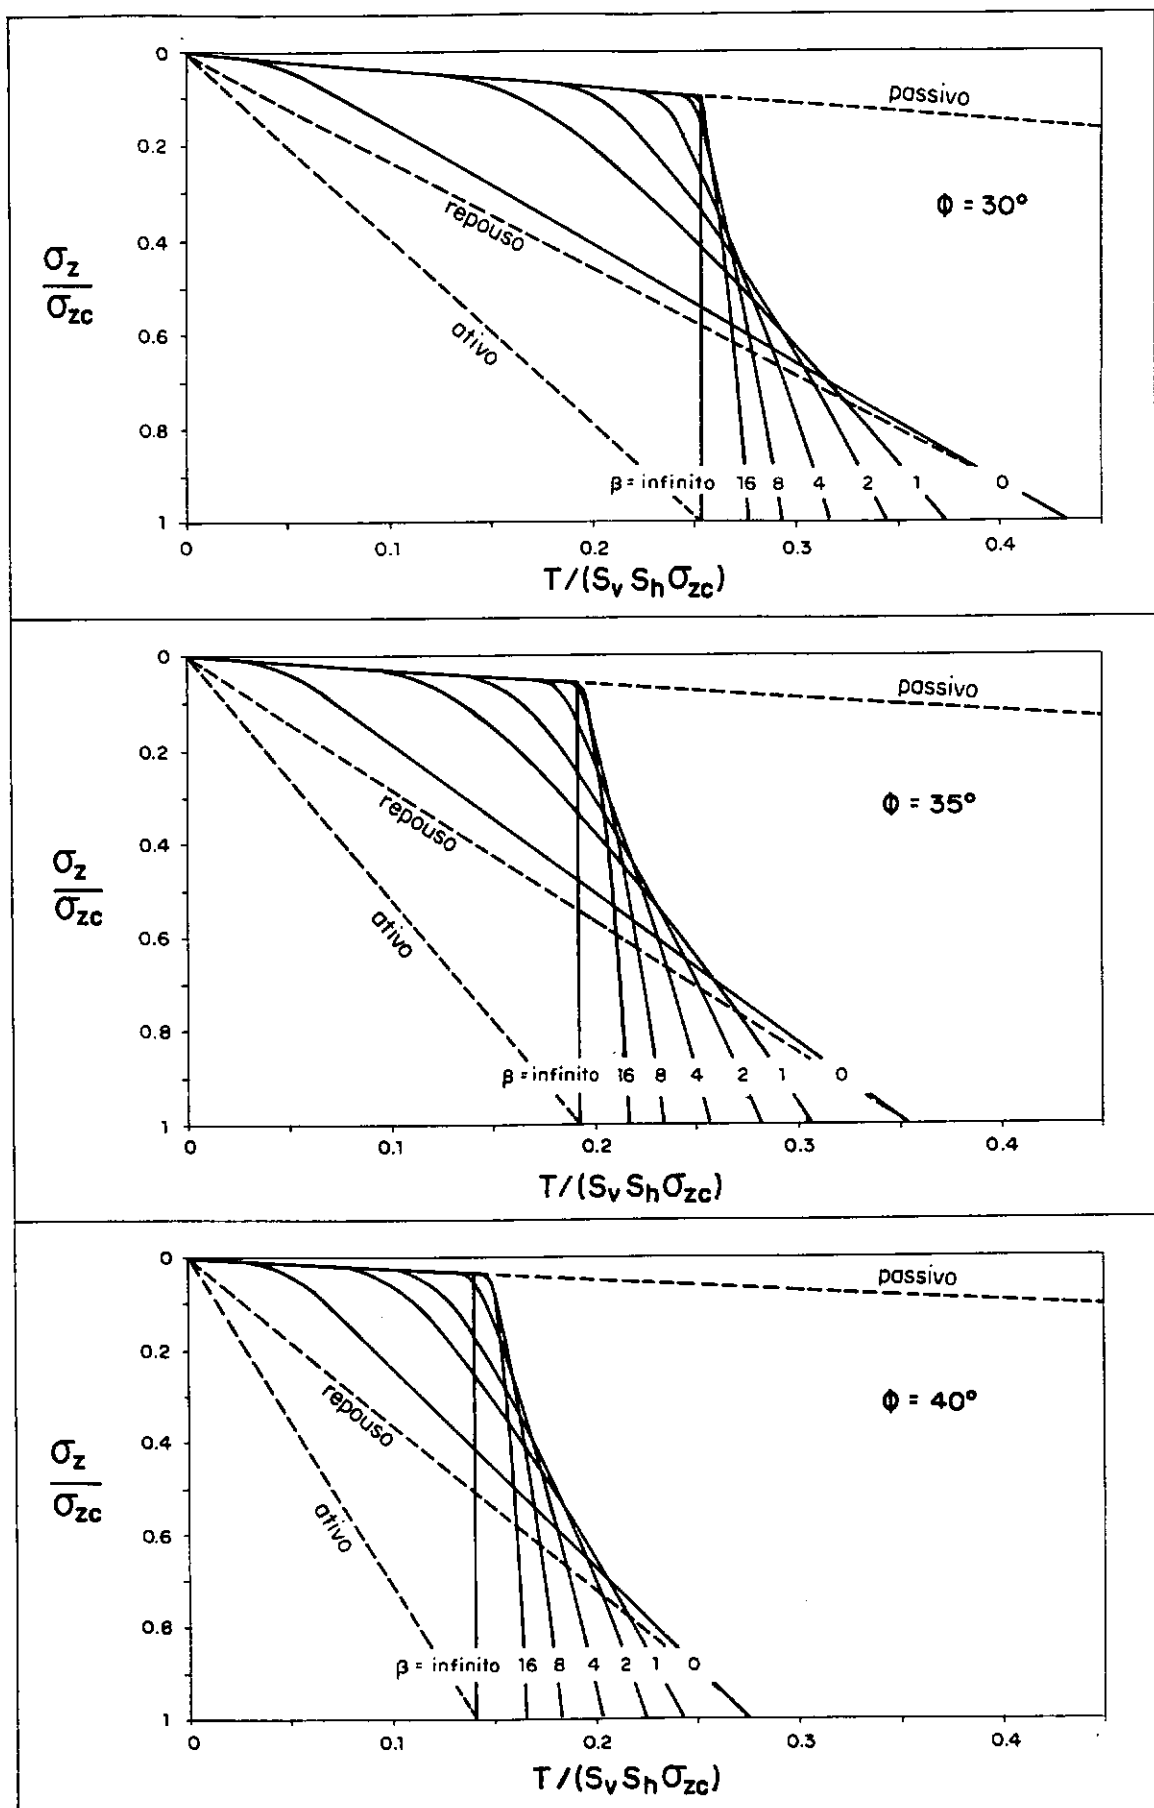 0
passivo
0.2
Φ = 30°
repouso
σz
σzc
0.4
ativo
0.6
0.8
β = infinito 16 8 4 2 1 0
1
0 0.1 0.2 0.3 0.4
T/(Sv Sh σzc)
0
passivo
0.2
Φ = 35°
repouso
σz
σzc
0.4
ativo
0.6
0.8
β = infinito 16 8 4 2 1 0
1
0 0.1 0.2 0.3 0.4
T/(Sv Sh σzc)
0
passivo
0.2
Φ = 40°
repouso
σz
σzc
0.4
ativo
0.6
0.8
β = infinito 16 8 4 2 1 0
1
0 0.1 0.2 0.3 0.4
T/(Sv Sh σzc)